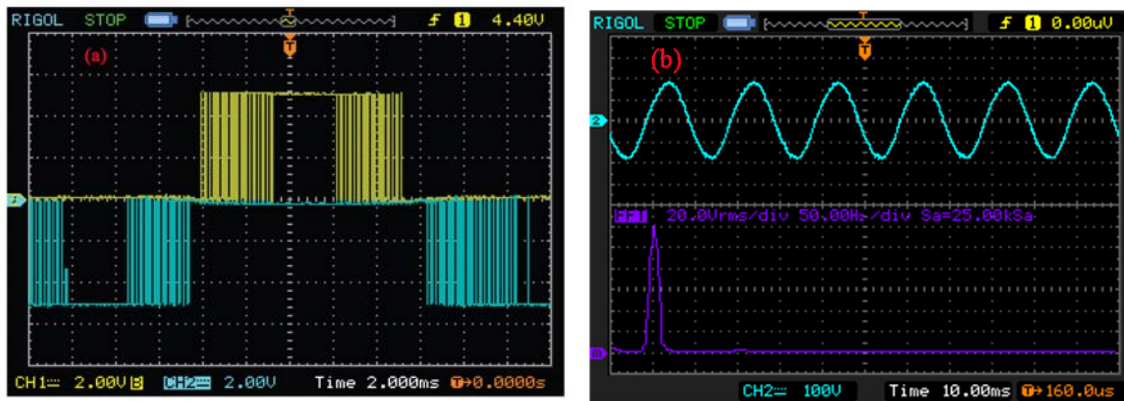 RIGOL STOP T 1 4.40V
(a)
T
CH1 2.00V B CH2 2.00V Time 2.000ms T→0.0000s
RIGOL STOP T 1 0.00uV
(b)
T
2
FFT 20.0Vrms/div 50.00Hz/div Sa=25.00kSa
m
CH2 100V Time 10.00ms T→160.0us